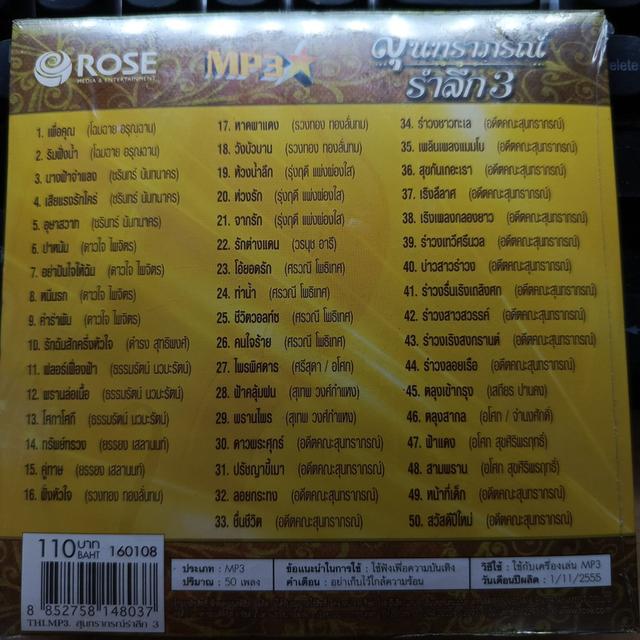 ROSE
MEDIA & ENTERTAINMENT
MP3
สุนทราภรณ์
รำลึก 3
1. เพื่อคุณ (โฉมฉาย อรุณฉาน)
2. ริมฝั่งน้ำ (โฉมฉาย อรุณฉาน)
3. นางฟ้าจำแลง (ชรินทร์ นันทนาคร)
4. เสี่ยแรงรักใคร่ (ชรินทร์ นันทนาคร)
5. อุษาสวาท (ชรินทร์ นันทนาคร)
6. ปาหนัน (ดาวใจ ไพจิตร)
7. อย่าปันใจให้ฉัน (ดาวใจ ไพจิตร)
8. หนีบรก (ดาวใจ ไพจิตร)
9. คำรำพัน (ดาวใจ ไพจิตร)
10. รักฉันสักครึ่งหัวใจ (ดำรง สุทธิพงศ์)
11. ฟลอร์เฟื่องฟ้า (ธรรมรัตน์ นวมะรัตน์)
12. พรานล่อเนื้อ (ธรรมรัตน์ นวมะรัตน์)
13. โศกาโศกี (ธรรมรัตน์ นวมะรัตน์)
14. ทรัพย์ทรวง (ยรรยง เสลานนท์)
15. คู่ทาษ (ยรรยง เสลานนท์)
16. ฝั่งหัวใจ (รวงทอง ทองลั่นทม)
17. หาดผาแดง (รวงทอง ทองลั่นทม)
18. วังบัวบาน (รวงทอง ทองลั่นทม)
19. ห้วงน้ำลึก (รุ่งฤดี แพ่งผ่องใส)
20. ห่วงรัก (รุ่งฤดี แพ่งผ่องใส)
21. จากรัก (รุ่งฤดี แพ่งผ่องใส)
22. รักต่างแดน (วรนุช อารี)
23. โอ้ยอดรัก (ศรวณี โพธิเทศ)
24. ท่าน้ำ (ศรวณี โพธิเทศ)
25. ชีวิตวอลท์ซ (ศรวณี โพธิเทศ)
26. คนใจร้าย (ศรวณี โพธิเทศ)
27. ไพรพิศดาร (ศรีสุดา / อโศก)
28. ฟ้าคลุ้มฝน (สุเทพ วงศ์กำแหง)
29. พรานไพร (สุเทพ วงศ์กำแหง)
30. ดาวพระศุกร์ (อดีตคณะสุนทราภรณ์)
31. ปรัชญาขี้เมา (อดีตคณะสุนทราภรณ์)
32. ลอยกระทง (อดีตคณะสุนทราภรณ์)
33. ชื่นชีวิต (อดีตคณะสุนทราภรณ์)
34. รำวงชาวทะเล (อดีตคณะสุนทราภรณ์)
35. เพลินเพลงแมมโบ้ (อดีตคณะสุนทราภรณ์)
36. สุขกันเถอะเรา (อดีตคณะสุนทราภรณ์)
37. เริงลีลาศ (อดีตคณะสุนทราภรณ์)
38. เริงเพลงกลองยาว (อดีตคณะสุนทราภรณ์)
39. รำวงเทวีศรีนวล (อดีตคณะสุนทราภรณ์)
40. บ่าวสาวรำวง (อดีตคณะสุนทราภรณ์)
41. รำวงรื่นเริงเถลิงศก (อดีตคณะสุนทราภรณ์)
42. รำวงสาวสวรรค์ (อดีตคณะสุนทราภรณ์)
43. รำวงเริงสงกรานต์ (อดีตคณะสุนทราภรณ์)
44. รำวงลอยเรือ (อดีตคณะสุนทราภรณ์)
45. ตลุงเข้ากรุง (เสถียร ปานคง)
46. ตลุงสากล (อโศก / จำนงศักดิ์)
47. ฟ้าแดง (อโศก สุขศิริพรฤทธิ์)
48. สามพราน (อโศก สุขศิริพรฤทธิ์)
49. หน้าที่เด็ก (อดีตคณะสุนทราภรณ์)
50. สวัสดีปีใหม่ (อดีตคณะสุนทราภรณ์)
110 บาท BAHT 160108
8 852758 148037
THLMP3. สุนทราภรณ์รำลึก 3
ประเภท : MP3
ปริมาณ : 50 เพลง
ข้อแนะนำในการใช้ : ใช้ฟังเพื่อความบันเทิง
คำเตือน : อย่าเก็บไว้ใกล้ความร้อน
วิธีใช้ : ใช้กับเครื่องเล่น MP3
วันเดือนปีผลิต : 1/11/2555
elete